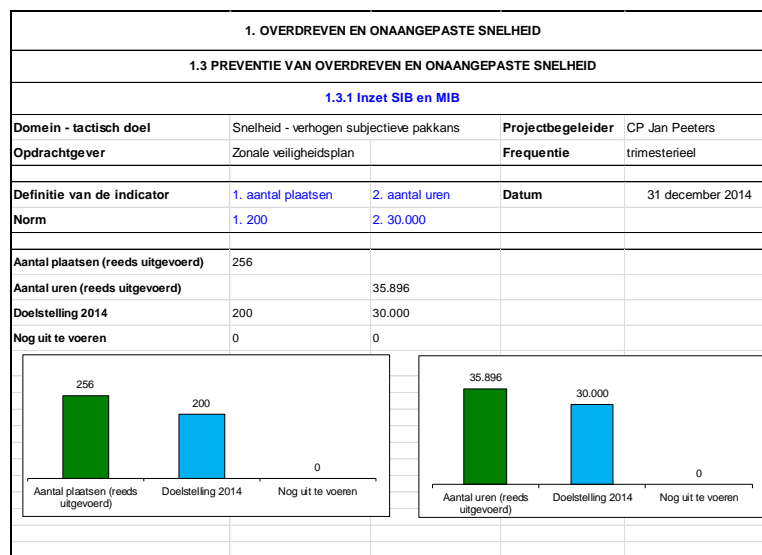 1. OVERDREVEN EN ONAANGEPASTE SNELHEID
1.3 PREVENTIE VAN OVERDREVEN EN ONAANGEPASTE SNELHEID
1.3.1 Inzet SIB en MIB
Domein - tactisch doel Snelheid - verhogen subjectieve pakkans Projectbegeleider CP Jan Peeters
Opdrachtgever Zonale veiligheidsplan Frequentie trimesterieel
Definitie van de indicator 1. aantal plaatsen 2. aantal uren Datum 31 december 2014
Norm 1. 200 2. 30.000
Aantal plaatsen (reeds uitgevoerd) 256
Aantal uren (reeds uitgevoerd) 35.896
Doelstelling 2014 200 30.000
Nog uit te voeren 0 0
256
200
0
Aantal plaatsen (reeds uitgevoerd) Doelstelling 2014 Nog uit te voeren
35.896
30.000
0
Aantal uren (reeds uitgevoerd) Doelstelling 2014 Nog uit te voeren